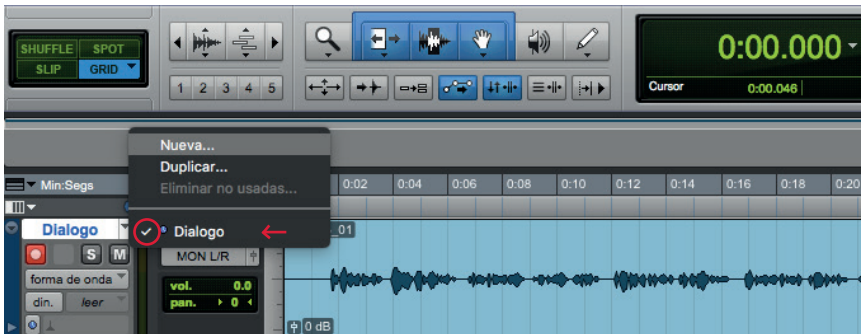 SHUFFLE SPOT
SLIP GRID
1 2 3 4 5
0:00.000
Cursor 0:00.046
Nueva...
Duplicar...
Eliminar no usadas...
Dialogo
Min:Segs
0:02 0:04 0:06 0:08 0:10 0:12 0:14 0:16 0:18 0:20
Dialogo
_01
S M
MON L/R
forma de onda
vol. 0.0
din. leer
pan. 0
0 dB